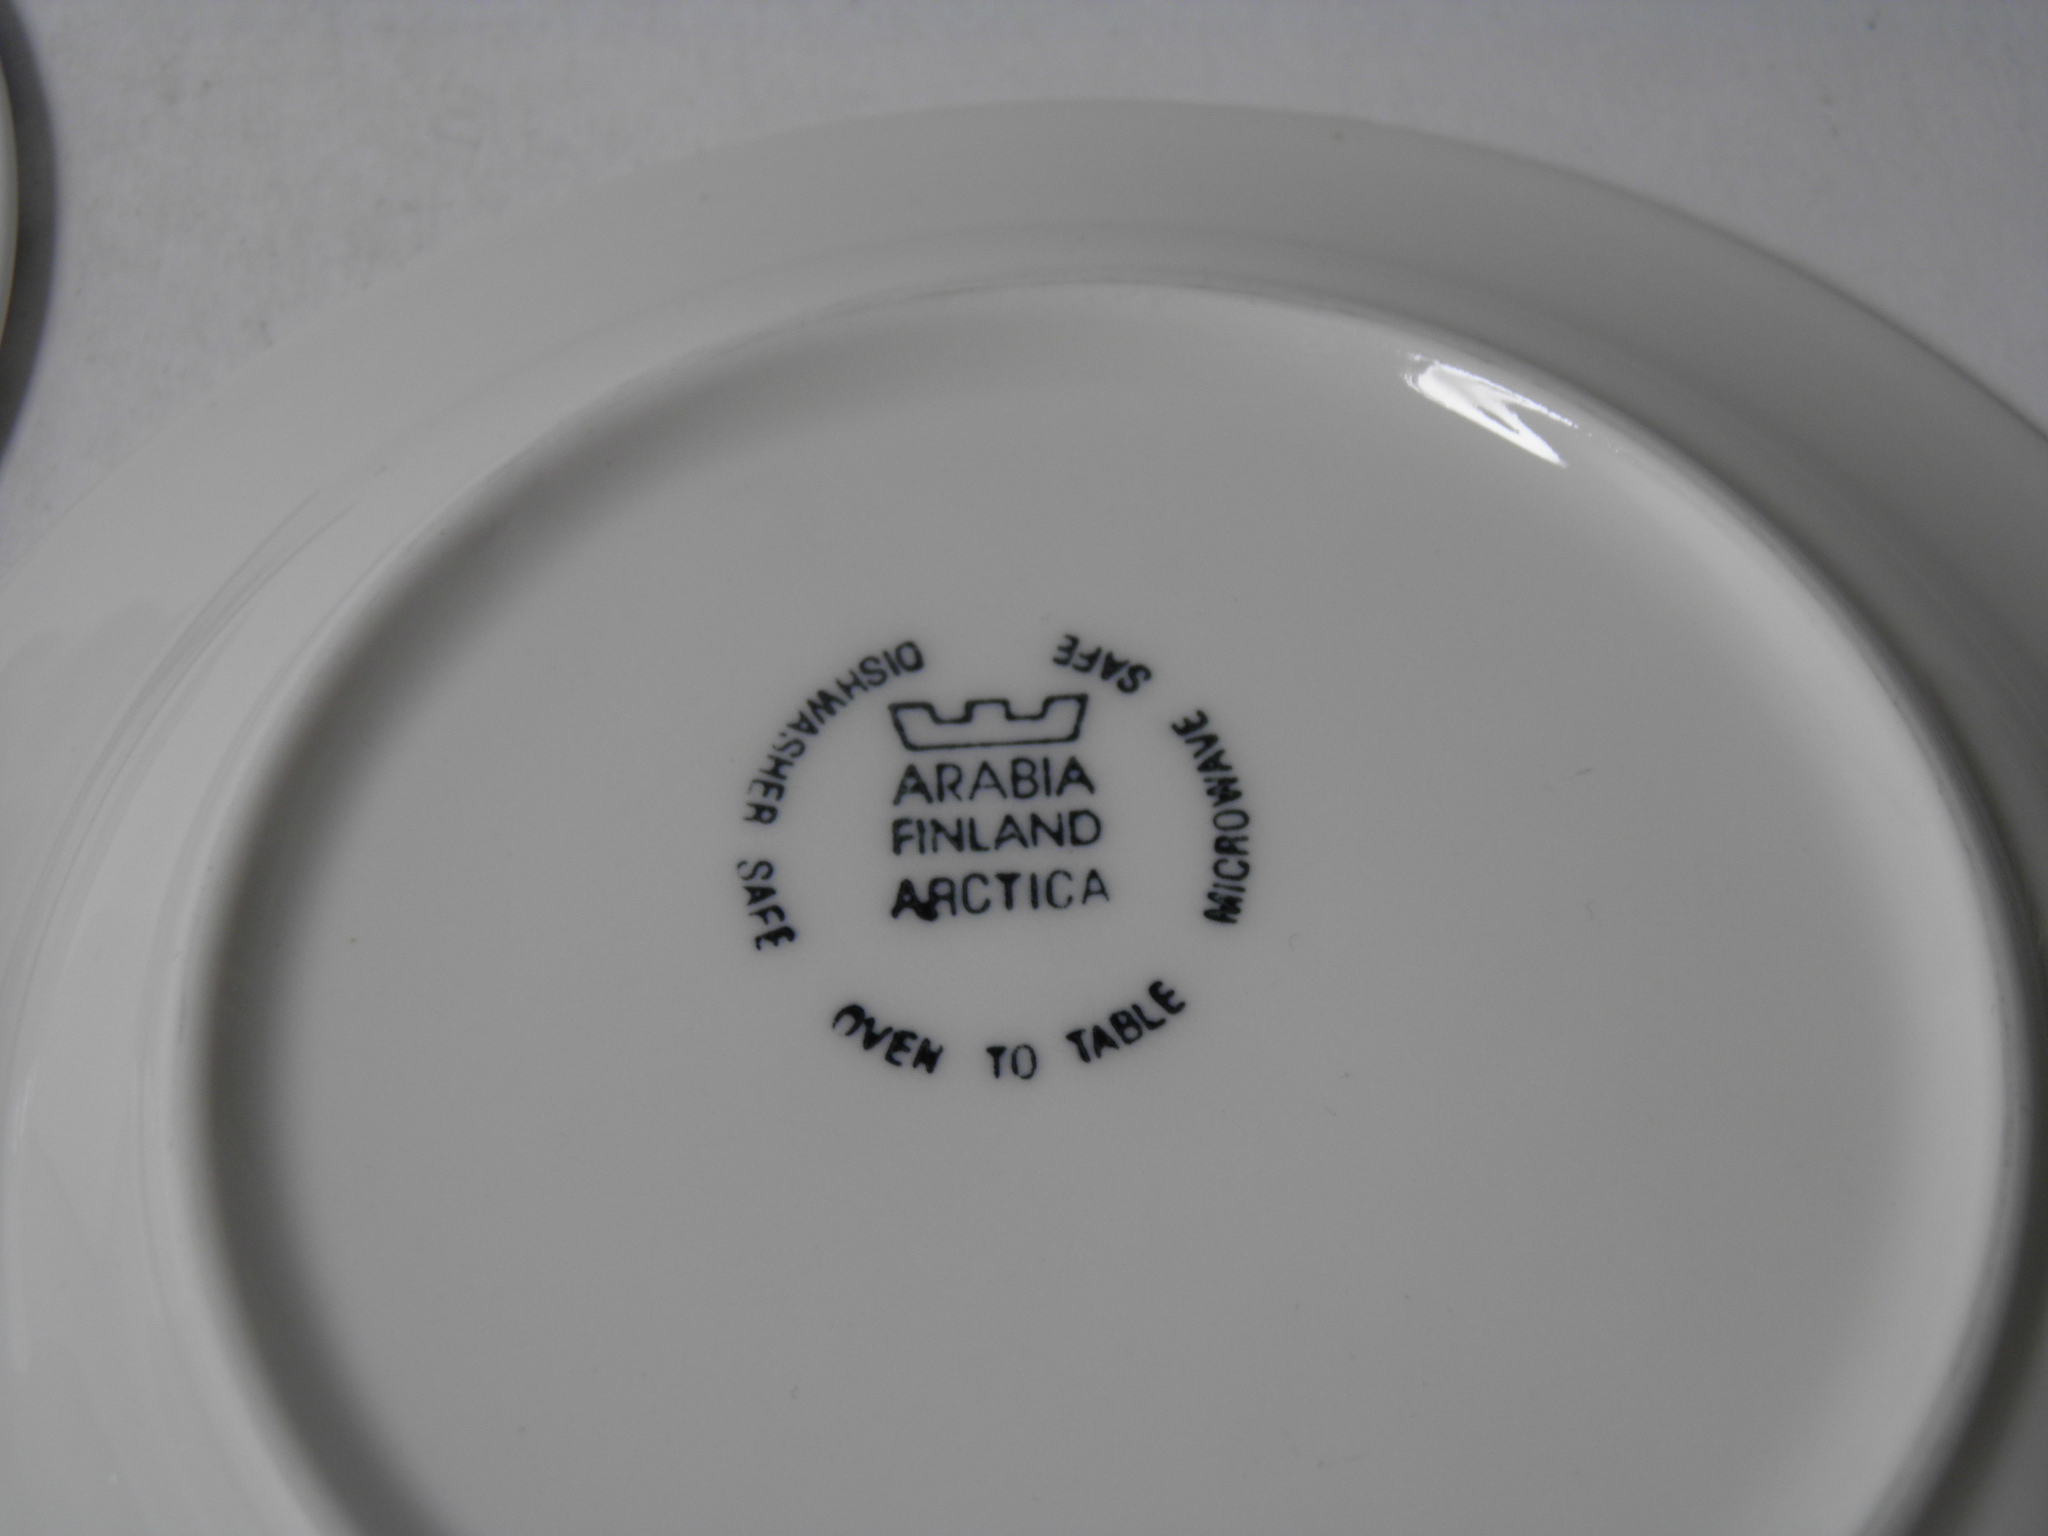 ARABIA
FINLAND
ARCTICA
DISHWASHER SAFE
OVEN TO TABLE
MICROWAVE SAFE